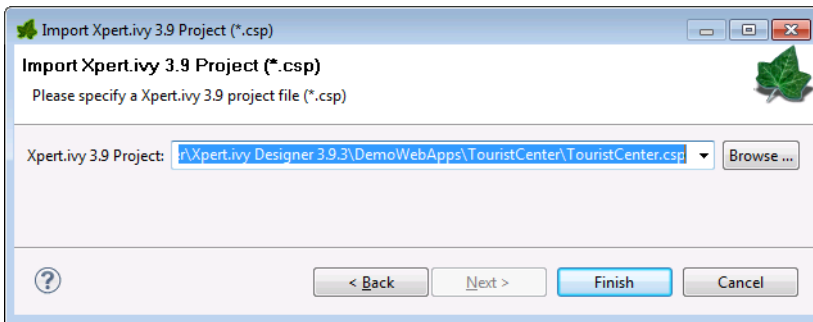 Import Xpert.ivy 3.9 Project (*.csp)
Import Xpert.ivy 3.9 Project (*.csp)
Please specify a Xpert.ivy 3.9 project file (*.csp)
Xpert.ivy 3.9 Project: r\Xpert.ivy Designer 3.9.3\DemoWebApps\TouristCenter\TouristCenter.csp Browse ...
< Back Next > Finish Cancel